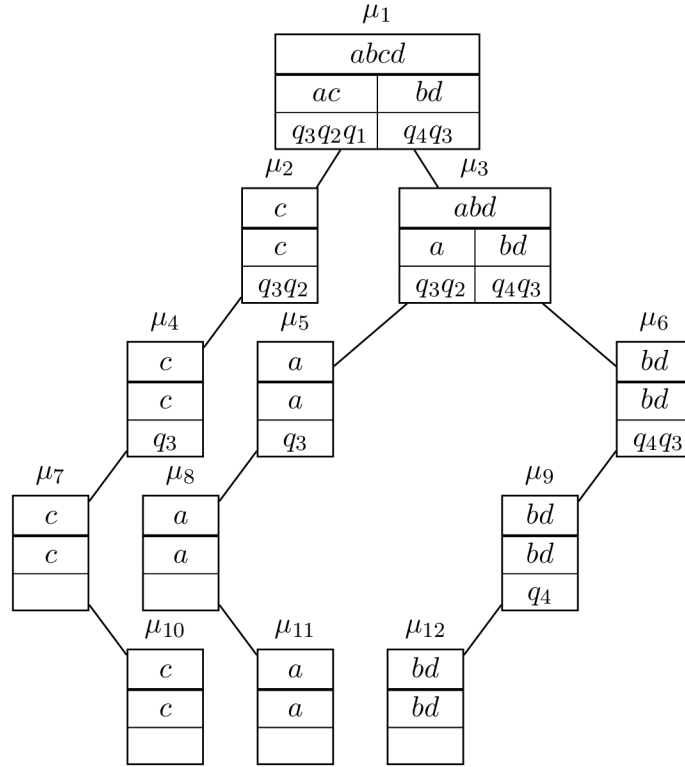 μ₁
abcd
ac bd
q₃q₂q₁ q₄q₃
μ₂ μ₃
c abd
c a bd
q₃q₂ q₃q₂ q₄q₃
μ₄ μ₅ μ₆
c a bd
c a bd
q₃ q₃ q₄q₃
μ₇ μ₈ μ₉
c a bd
c a bd
q₄
μ₁₀ μ₁₁ μ₁₂
c a bd
c a bd